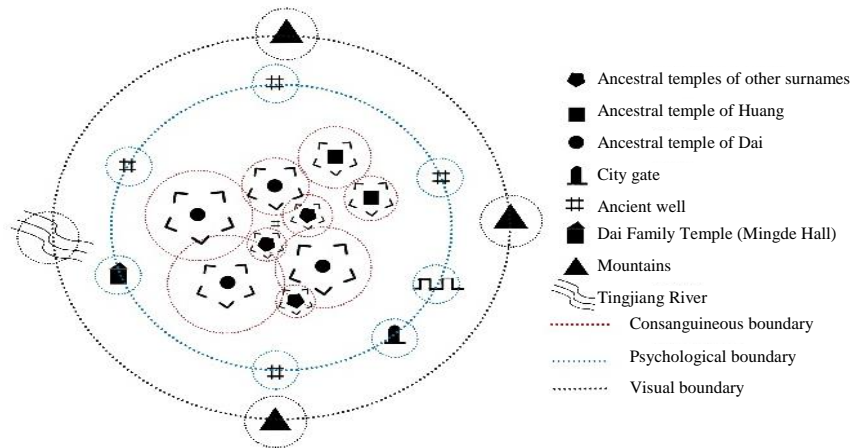 Ancestral temples of other surnames
Ancestral temple of Huang
Ancestral temple of Dai
City gate
Ancient well
Dai Family Temple (Mingde Hall)
Mountains
Tingjiang River
Consanguineous boundary
Psychological boundary
Visual boundary